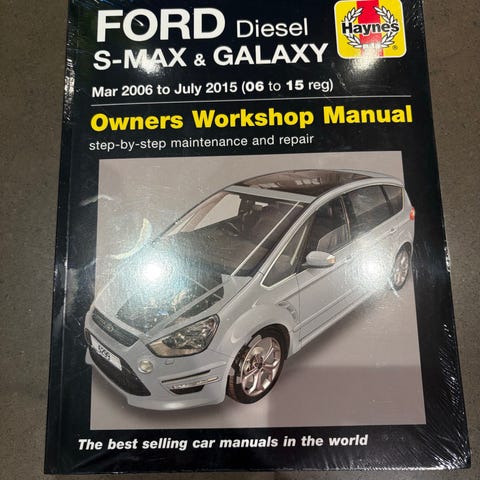 FORD Diesel
Haynes
®
S-MAX & GALAXY
Mar 2006 to July 2015 (06 to 15 reg)
Owners Workshop Manual
step-by-step maintenance and repair
The best selling car manuals in the world